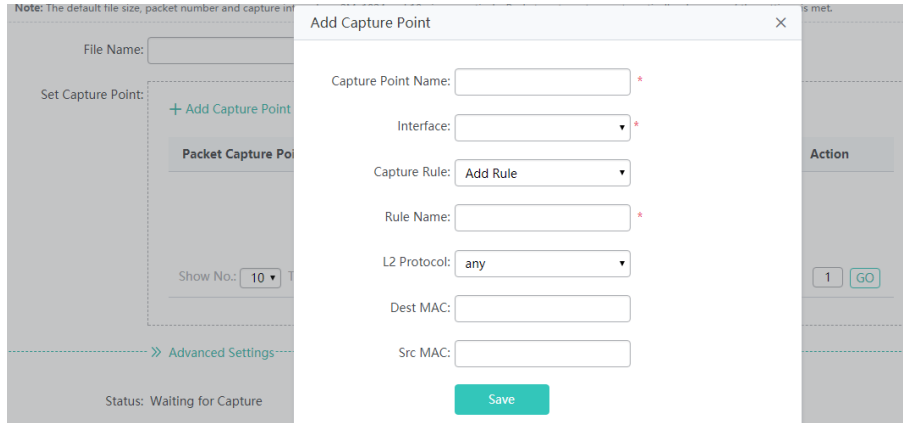 Note: The default file size, packet number and capture
Add Capture Point
File Name:
Capture Point Name: *
Set Capture Point:
+ Add Capture Point
Interface: *
Packet Capture Poi
Action
Capture Rule: Add Rule
Rule Name: *
L2 Protocol: any
Show No.: 10 T
1 GO
Dest MAC:
Advanced Settings
Src MAC:
Status: Waiting for Capture
Save